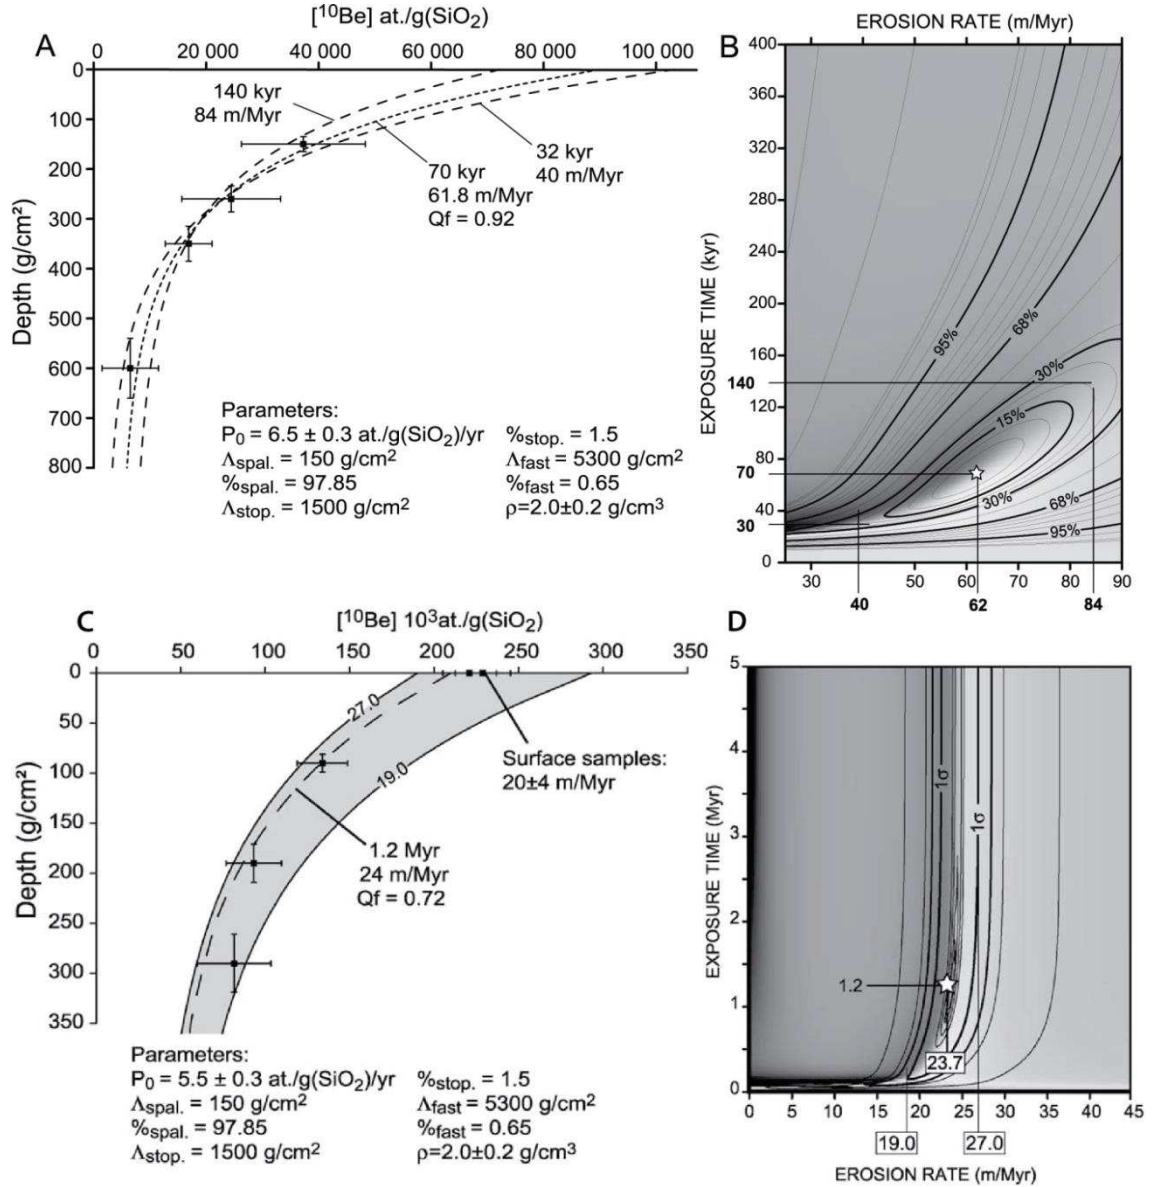 [¹⁰Be] at./g(SiO₂)
A
0 20 000 40 000 60 000 80 000 100 000
0
100
200
300
400
500
600
700
800
Depth (g/cm²)
140 kyr
84 m/Myr
70 kyr
61.8 m/Myr
Qf = 0.92
32 kyr
40 m/Myr
Parameters:
P₀ = 6.5 ± 0.3 at./g(SiO₂)/yr %stop. = 1.5
Λspal. = 150 g/cm² Λfast = 5300 g/cm²
%spal. = 97.85 %fast = 0.65
Λstop. = 1500 g/cm² ρ=2.0±0.2 g/cm³
EROSION RATE (m/Myr)
B
400
360
320
280
240
200
160
140
120
80
70
40
30
0
EXPOSURE TIME (kyr)
95%
68%
30%
15%
30%
68%
95%
30 50 60 70 80 90
40 62 84
C
[¹⁰Be] 10³at./g(SiO₂)
0 50 100 150 200 250 300 350
0
50
100
150
200
250
300
350
Depth (g/cm²)
27.0
19.0
Surface samples:
20±4 m/Myr
1.2 Myr
24 m/Myr
Qf = 0.72
Parameters:
P₀ = 5.5 ± 0.3 at./g(SiO₂)/yr %stop. = 1.5
Λspal. = 150 g/cm² Λfast = 5300 g/cm²
%spal. = 97.85 %fast = 0.65
Λstop. = 1500 g/cm² ρ=2.0±0.2 g/cm³
D
5
4
3
2
1
0
EXPOSURE TIME (Myr)
1σ
1σ
1.2
23.7
0 5 10 15 20 25 30 35 40 45
19.0 27.0
EROSION RATE (m/Myr)